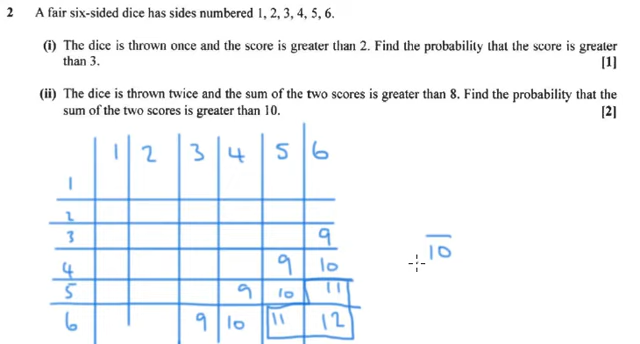 2 A fair six-sided dice has sides numbered 1, 2, 3, 4, 5, 6.
(i) The dice is thrown once and the score is greater than 2. Find the probability that the score is greater
than 3. [1]
(ii) The dice is thrown twice and the sum of the two scores is greater than 8. Find the probability that the
sum of the two scores is greater than 10. [2]
1 2 3 4 5 6
1
2
3 9
4 9 10
5 9 10 11
6 9 10 11 12
10